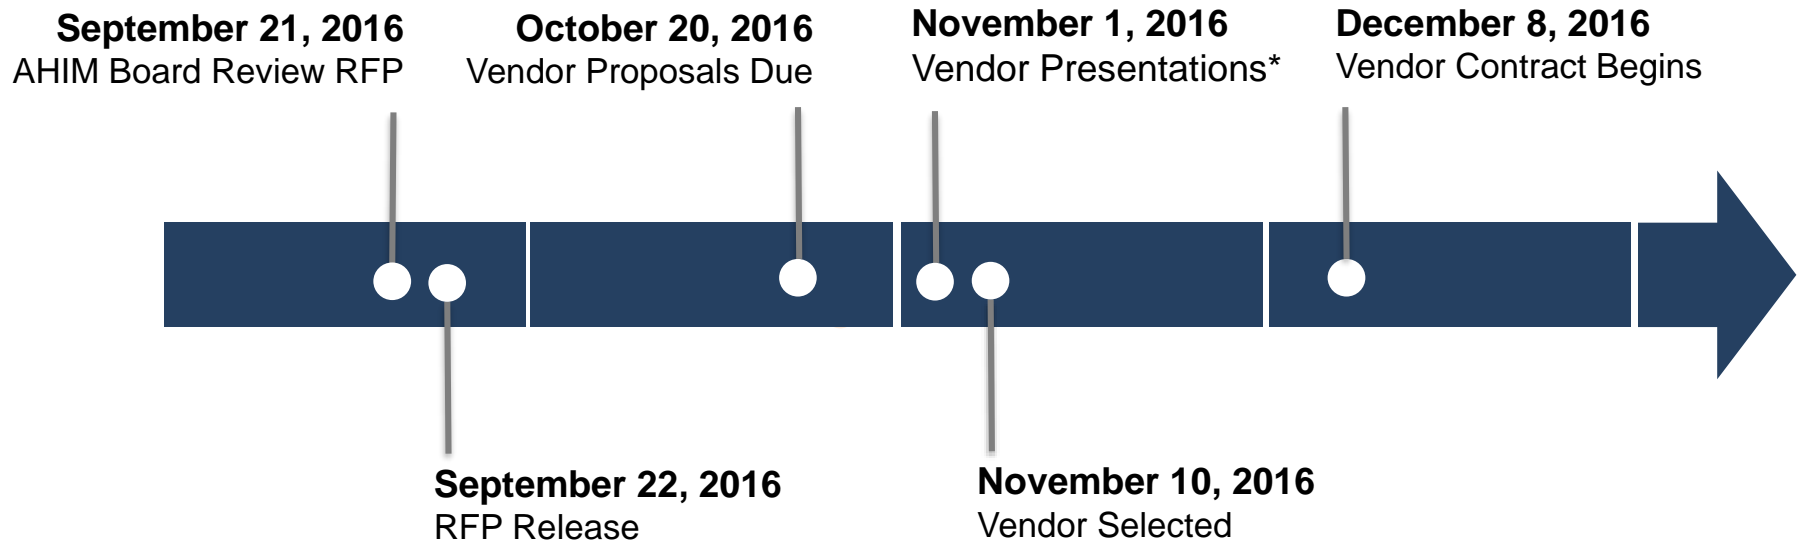 September 21, 2016
AHIM Board Review RFP
October 20, 2016
Vendor Proposals Due
November 1, 2016
Vendor Presentations*
December 8, 2016
Vendor Contract Begins
September 22, 2016
RFP Release
November 10, 2016
Vendor Selected